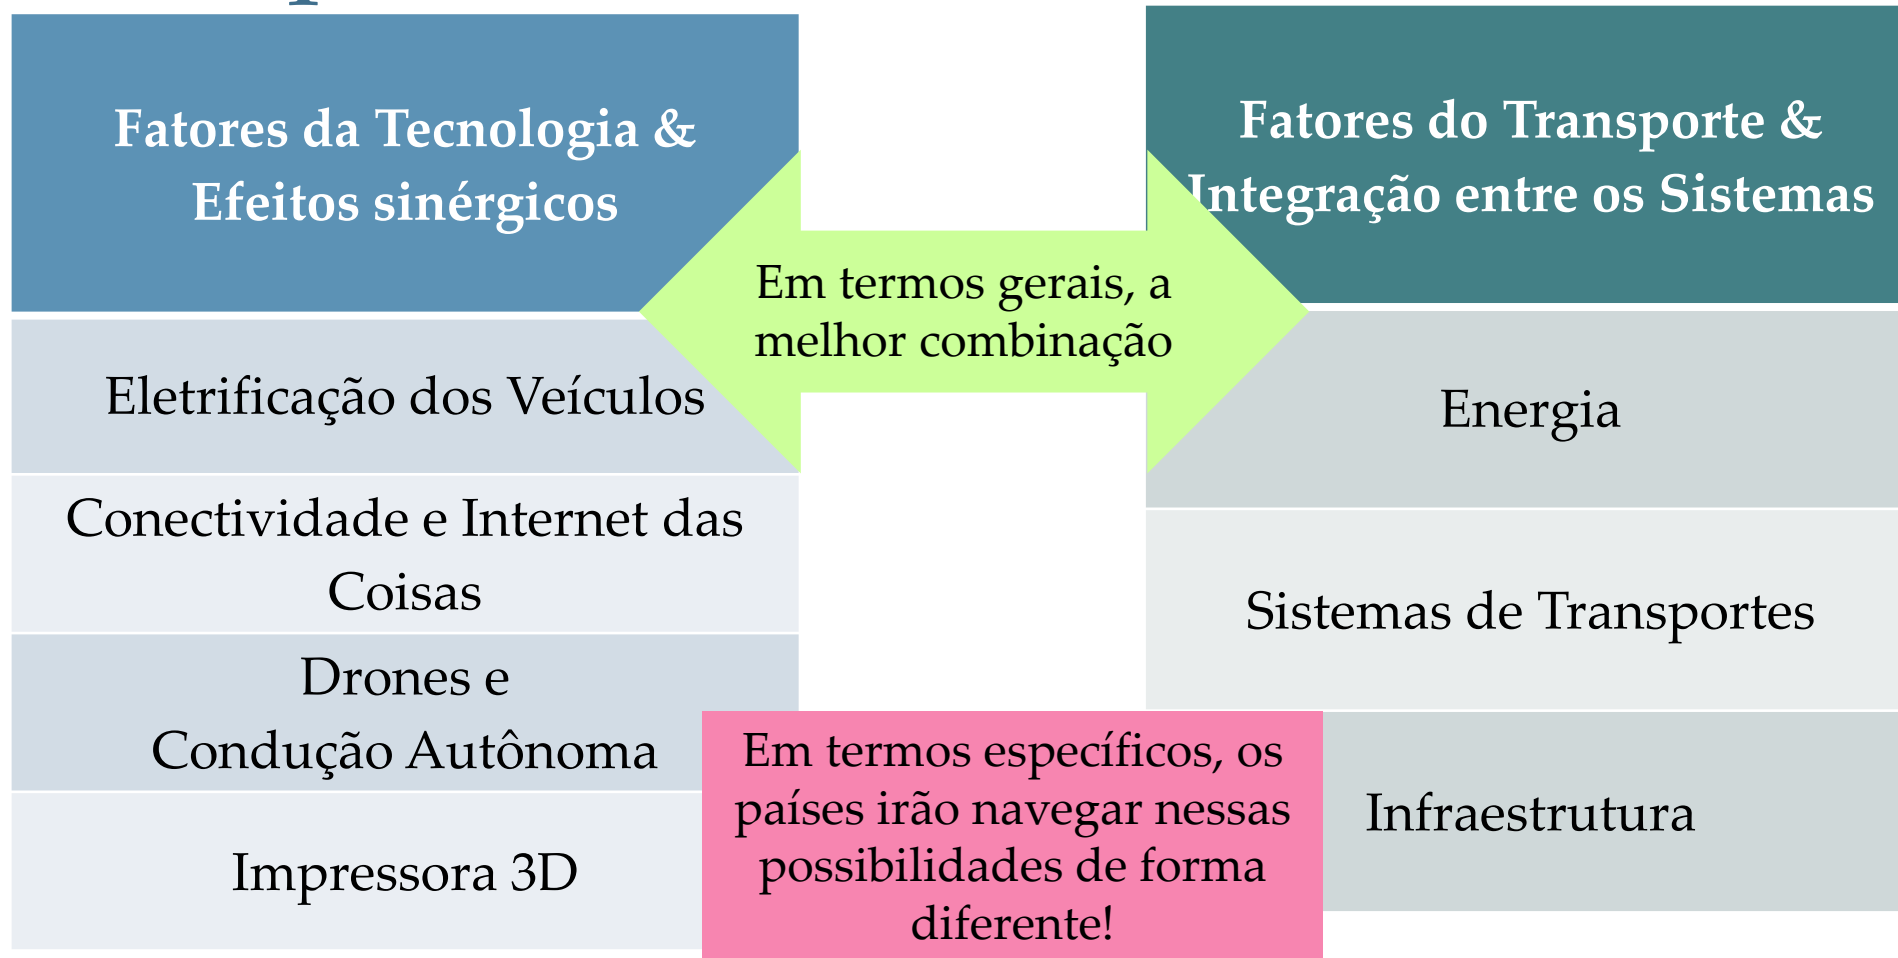 Fatores da Tecnologia &
Efeitos sinérgicos
Eletrificação dos Veículos
Conectividade e Internet das
Coisas
Drones e
Condução Autônoma
Impressora 3D
Em termos gerais, a
melhor combinação
Em termos específicos, os
países irão navegar nessas
possibilidades de forma
diferente!
Fatores do Transporte &
Integração entre os Sistemas
Energia
Sistemas de Transportes
Infraestrutura